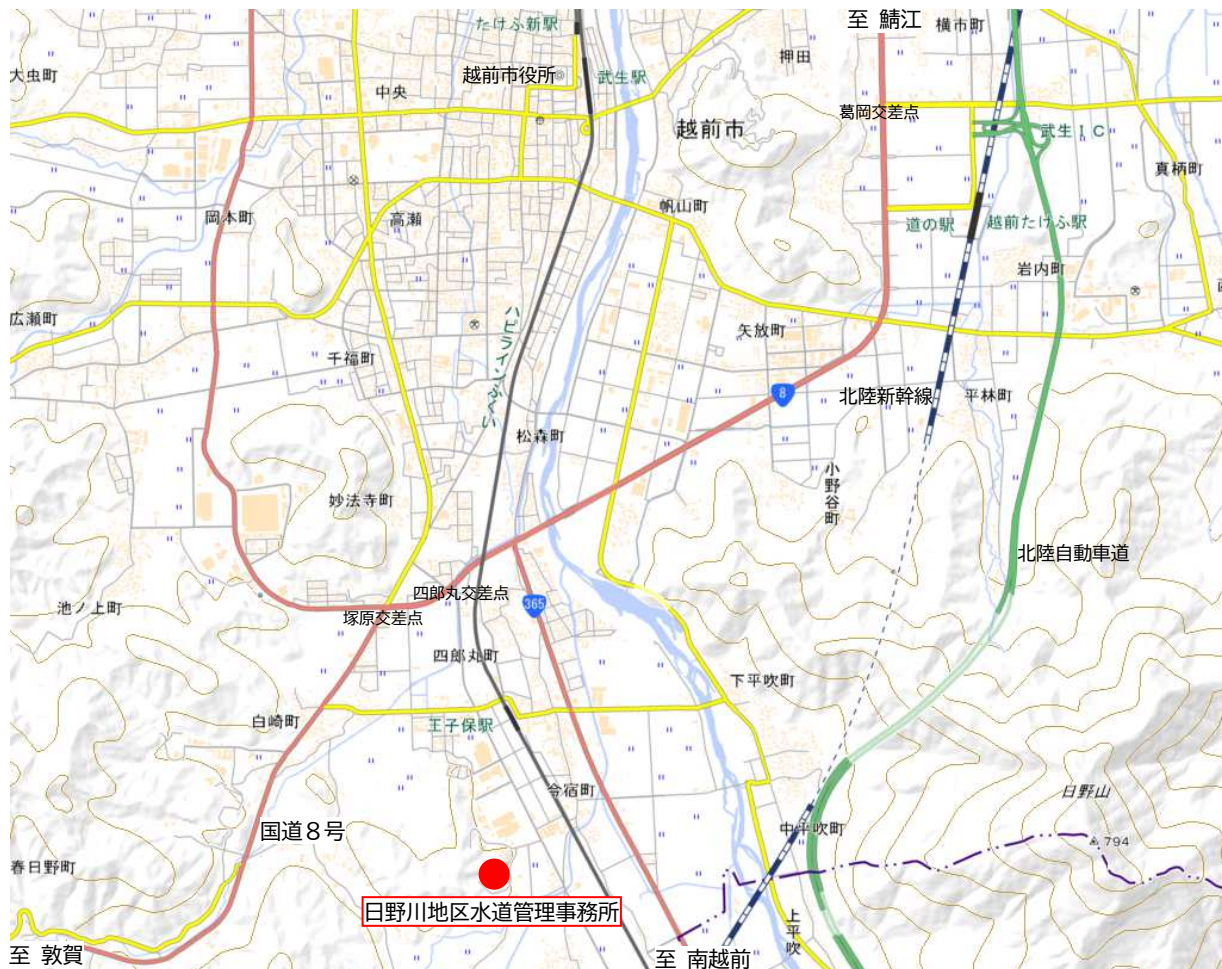 至 鯖江
横市町
たけふ新駅
押田
大虫町
越前市役所
武生駅
中央
葛岡交差点
越前市
武生IC
真柄町
岡本町
高瀬
帆山町
道の駅
越前たけふ駅
岩内町
広瀬町
ハピラインふくい
矢放町
千福町
8
北陸新幹線
平林町
松森町
妙法寺町
小野谷町
北陸自動車道
池ノ上町
四郎丸交差点
塚原交差点
365
四郎丸町
下平吹町
白崎町
王子保駅
今宿町
日野山
国道8号
中平吹町
794
春日野町
日野川地区水道管理事務所
上平吹
至 敦賀
至 南越前